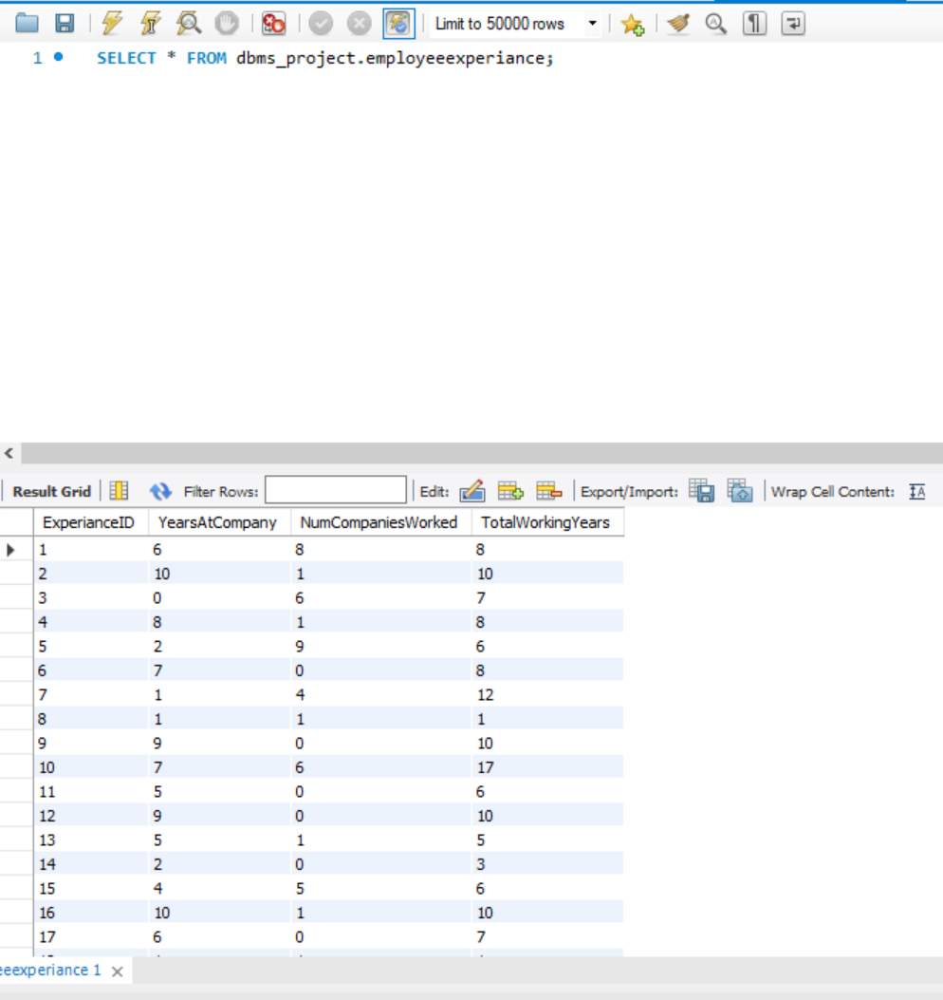 Limit to 50000 rows
1 SELECT * FROM dbms_project.employeeexperiance;
Result Grid Filter Rows: Edit: Export/Import: Wrap Cell Content: IA
ExperianceID YearsAtCompany NumCompaniesWorked TotalWorkingYears
1 6 8 8
2 10 1 10
3 0 6 7
4 8 1 8
5 2 9 6
6 7 0 8
7 1 4 12
8 1 1 1
9 9 0 10
10 7 6 17
11 5 0 6
12 9 0 10
13 5 1 5
14 2 0 3
15 4 5 6
16 10 1 10
17 6 0 7
eeexperiance 1